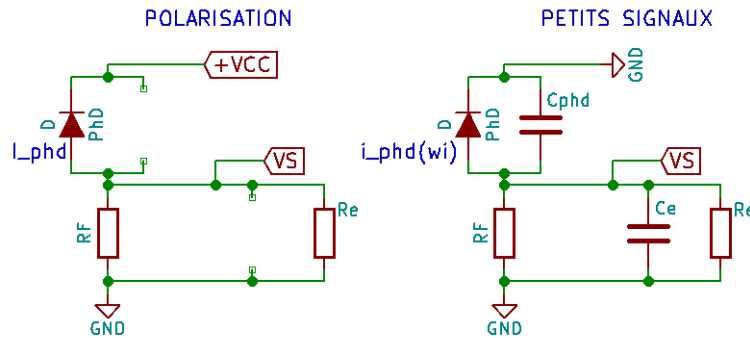 POLARISATION
PETITS SIGNAUX
+VCC
GND
D
PhD
I_phd
D
PhD
Cphd
i_phd(wi)
VS
VS
RF
Re
RF
Ce
Re
GND
GND